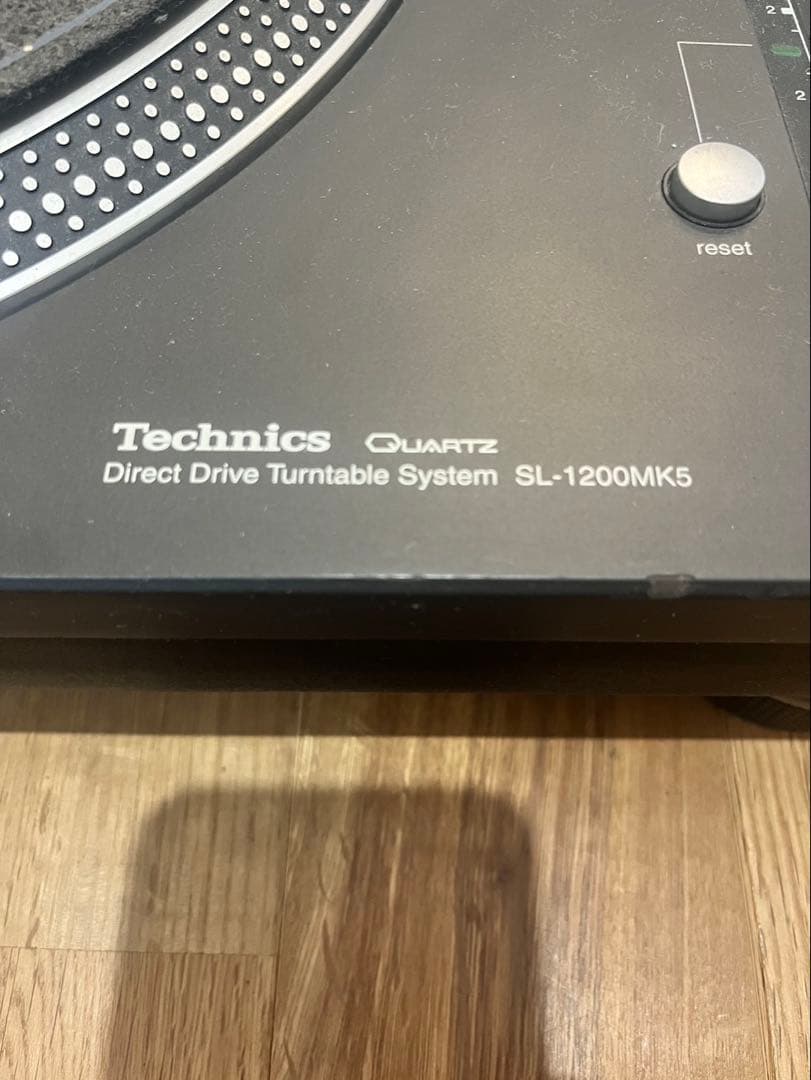 2
2
reset
Technics QUARTZ
Direct Drive Turntable System SL-1200MK5